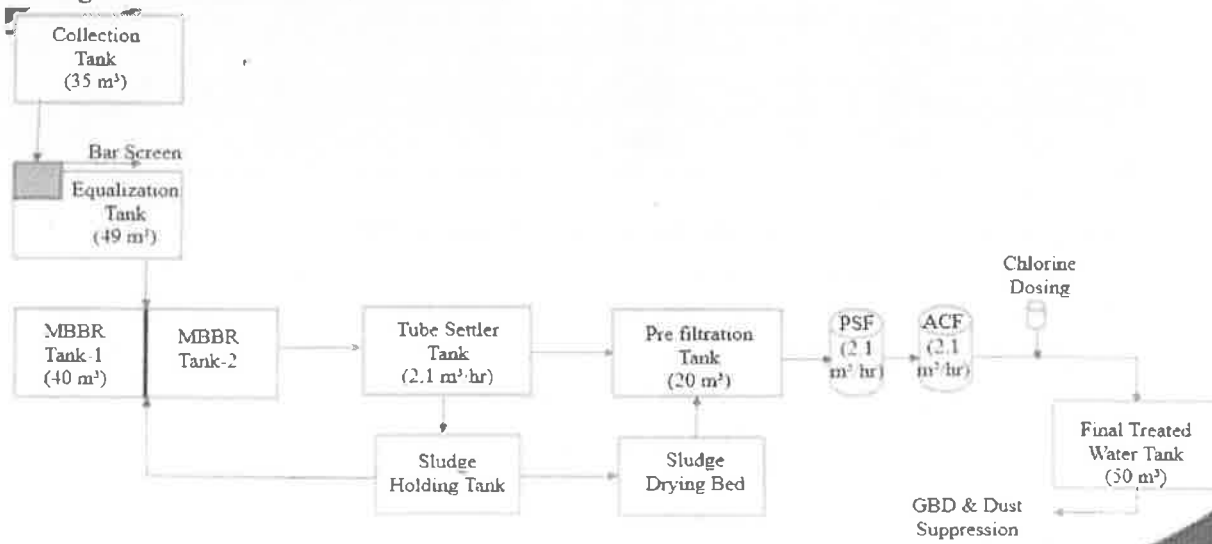 Collection
Tank
(35 m³)
Bar Screen
Equalization
Tank
(49 m³)
MBBR
Tank-1
(40 m³)
MBBR
Tank-2
Tube Settler
Tank
(2.1 m³/hr)
Pre filtration
Tank
(20 m³)
PSF
(2.1
m³/hr)
ACF
(2.1
m³/hr)
Chlorine
Dosing
Sludge
Holding Tank
Sludge
Drying Bed
Final Treated
Water Tank
(50 m³)
GBD & Dust
Suppression